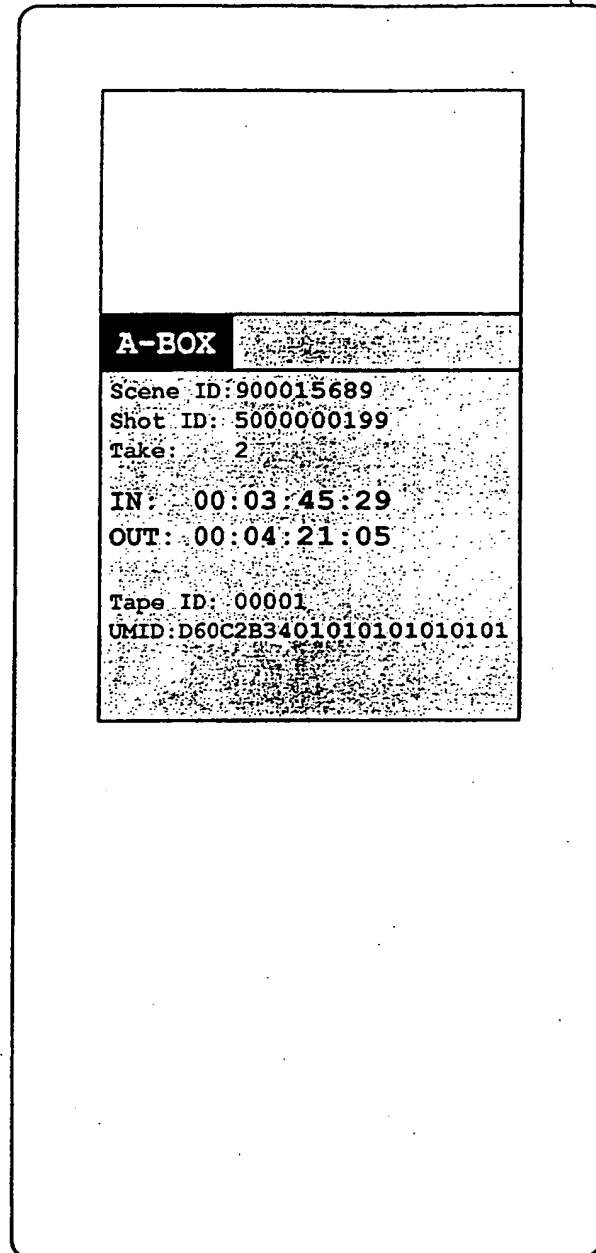 A-BOX
Scene ID:900015689
Shot ID: 5000000199
Take: 2
IN: 00:03:45:29
OUT: 00:04:21:05
Tape ID: 00001
UMID:D60C2B3401010101010101